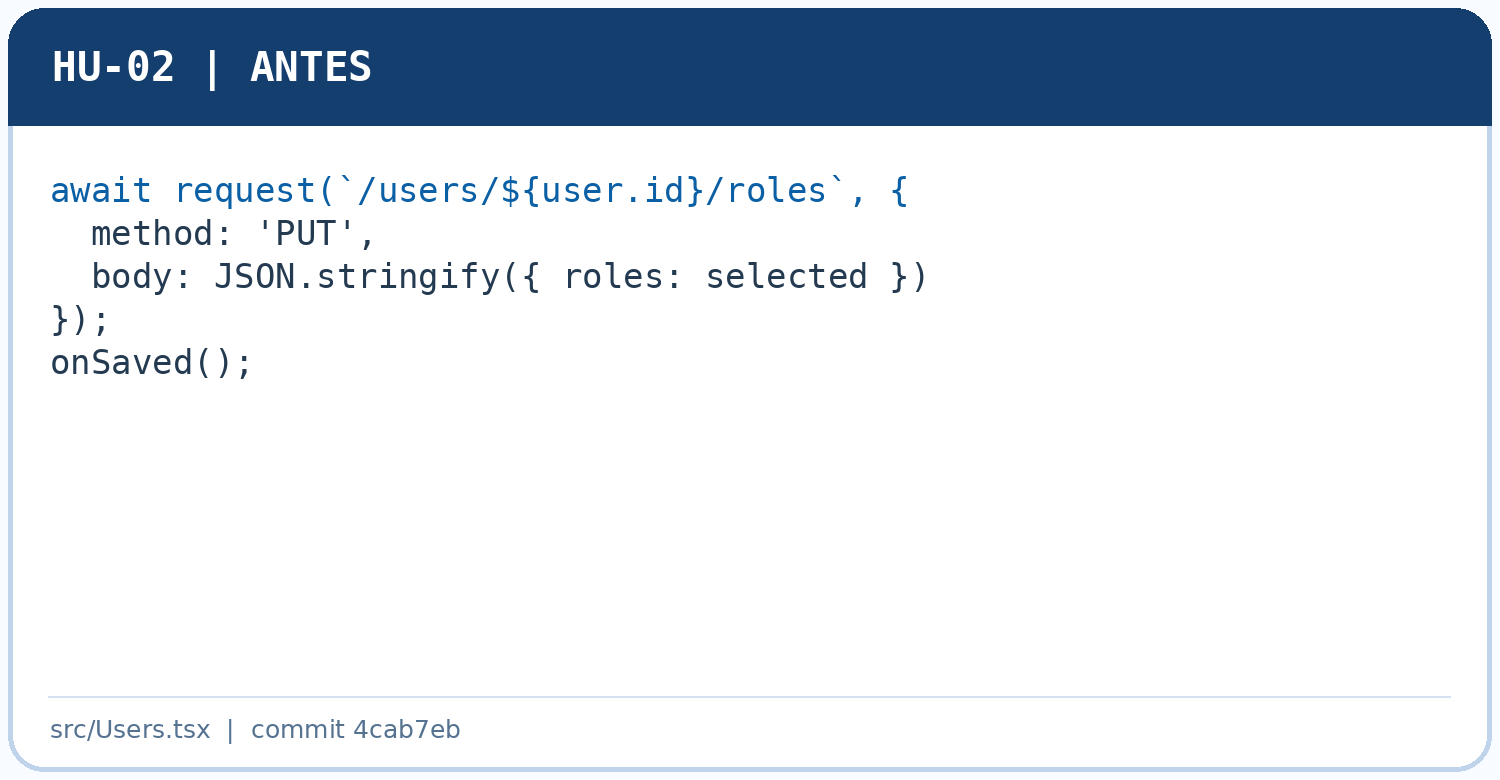 HU-02 | ANTES
await request(`/users/${user.id}/roles`, {
  method: 'PUT',
  body: JSON.stringify({ roles: selected })
});
onSaved();
src/Users.tsx | commit 4cab7eb